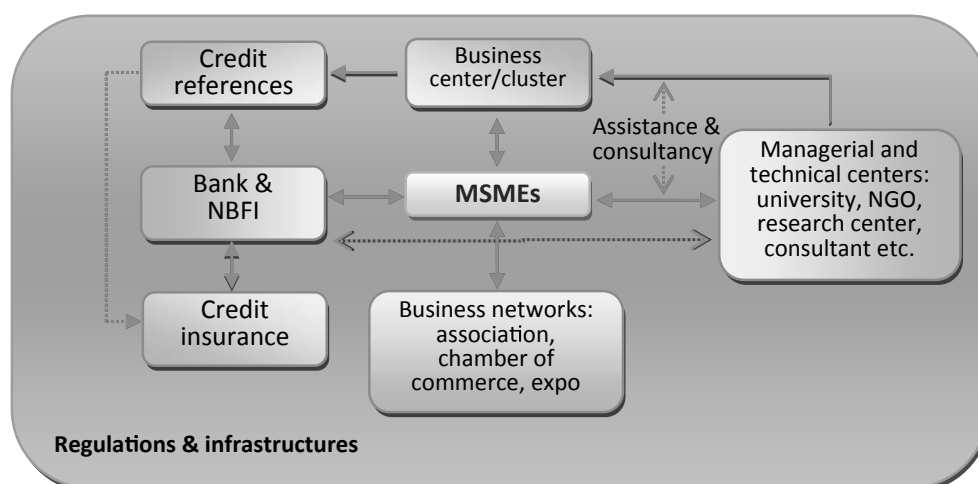 Credit
references
Business
center/cluster
Assistance &
consultancy
Managerial and
technical centers:
university, NGO,
research center,
consultant etc.
Bank &
NBFI
MSMEs
Credit
insurance
Business networks:
association,
chamber of
commerce, expo
Regulations & infrastructures